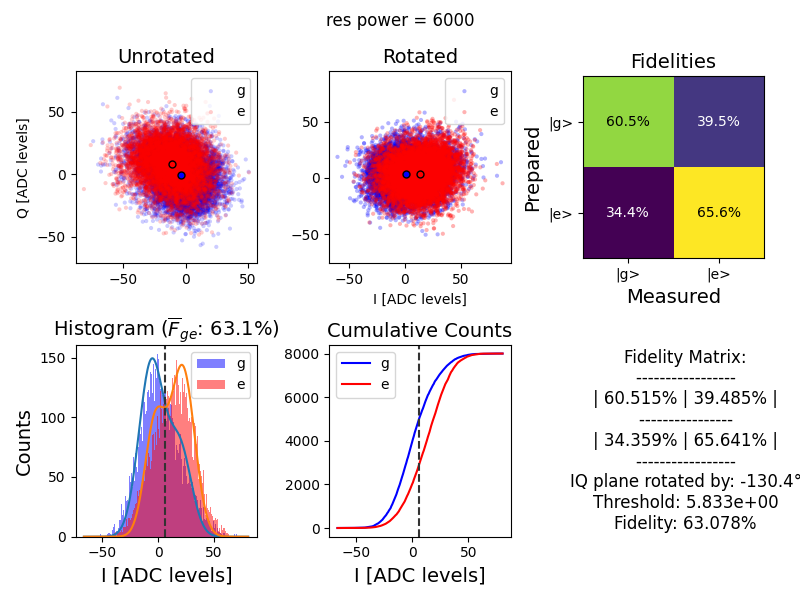 res power = 6000
Unrotated
Rotated
Fidelities
g
e
50
0
−50
Q [ADC levels]
−50
0
g
e
50
0
−50
−50
0
50
I [ADC levels]
Prepared
|g>
|e>
60.5%
39.5%
34.4%
65.6%
|g>
|e>
Measured
Histogram (F̅ge: 63.1%)
g
e
150
100
50
0
Counts
−50
0
50
I [ADC levels]
Cumulative Counts
g
e
8000
6000
4000
2000
0
−50
0
50
I [ADC levels]
Fidelity Matrix:
-----------------
| 60.515% | 39.485% |
----------------
| 34.359% | 65.641% |
-----------------
IQ plane rotated by: -130.4°
Threshold: 5.833e+00
Fidelity: 63.078%